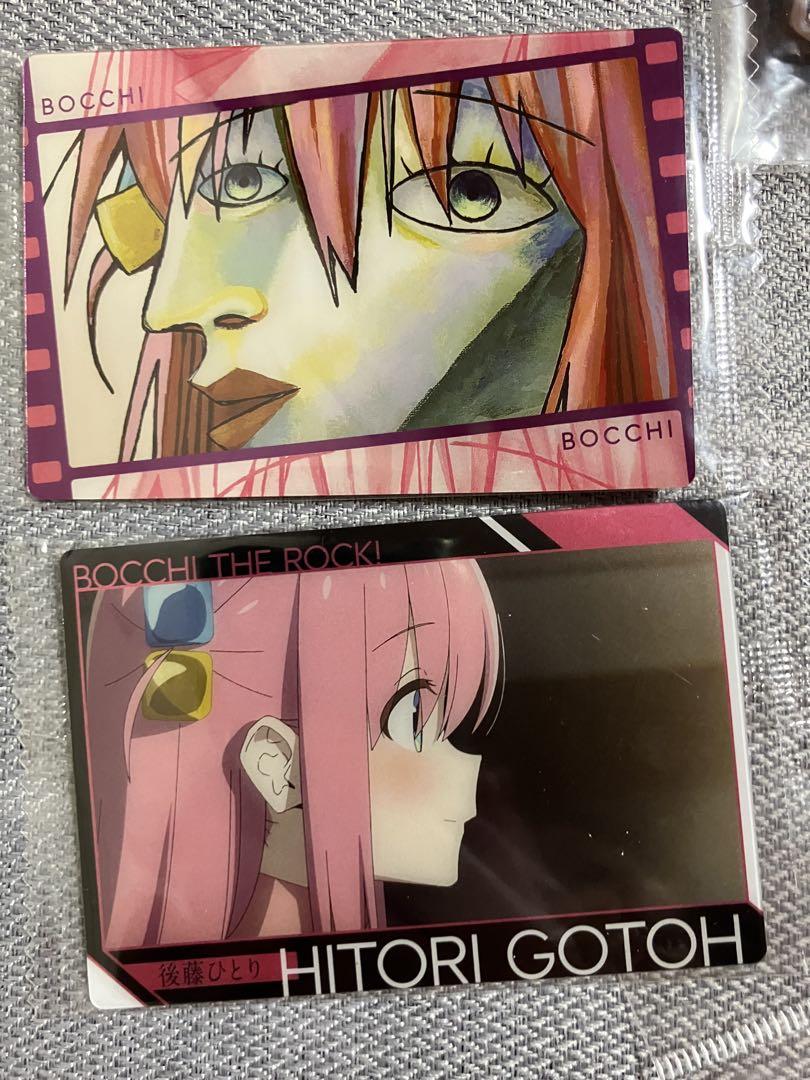 BOCCHI
BOCCHI
BOCCHI THE ROCK!
後藤ひとり
HITORI GOTOH